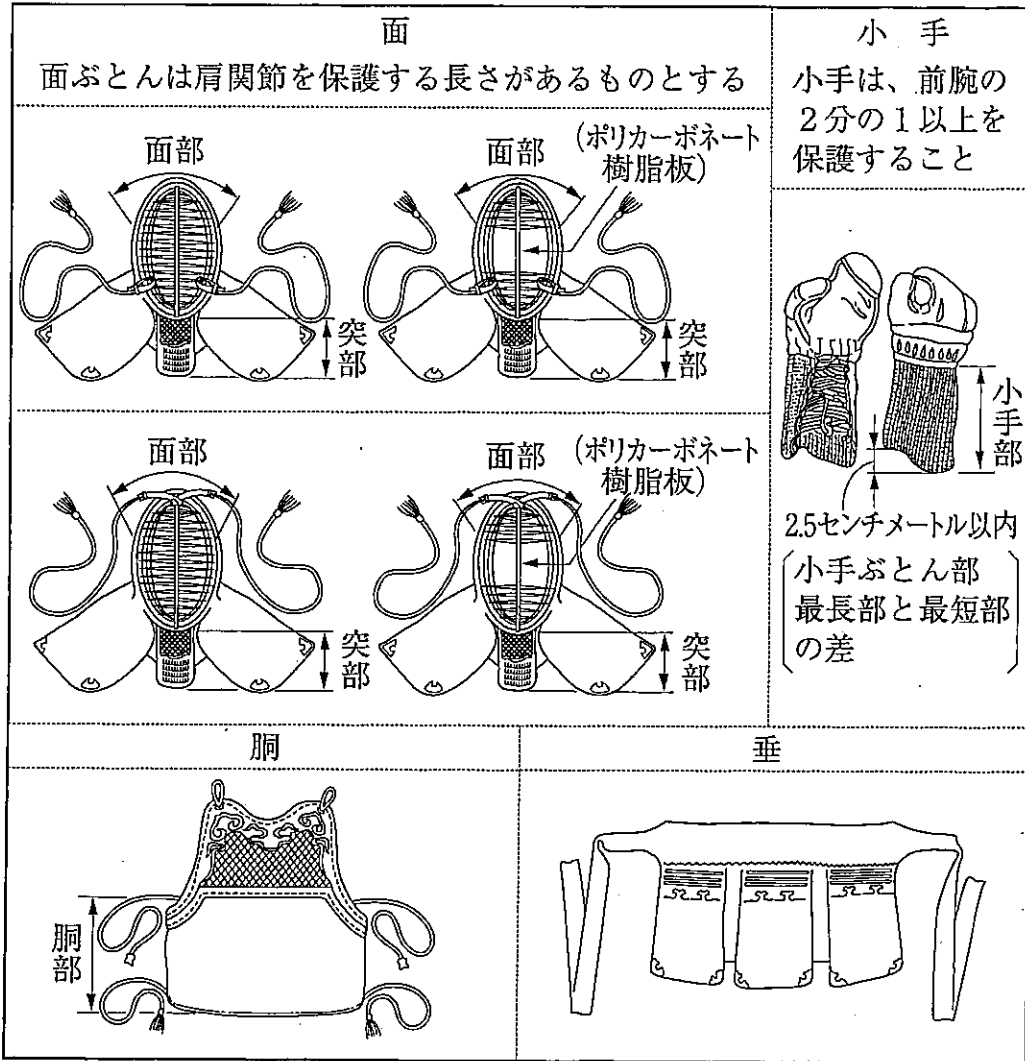 面
面ぶとんは肩関節を保護する長さがあるものとする
面部
突部
面部
(ポリカーボネート
樹脂板)
突部
面部
突部
面部
(ポリカーボネート
樹脂板)
突部
小手
小手は、前腕の
2分の1以上を
保護すること
小手部
2.5センチメートル以内
小手ぶとん部
最長部と最短部
の差
胴
胴部
垂